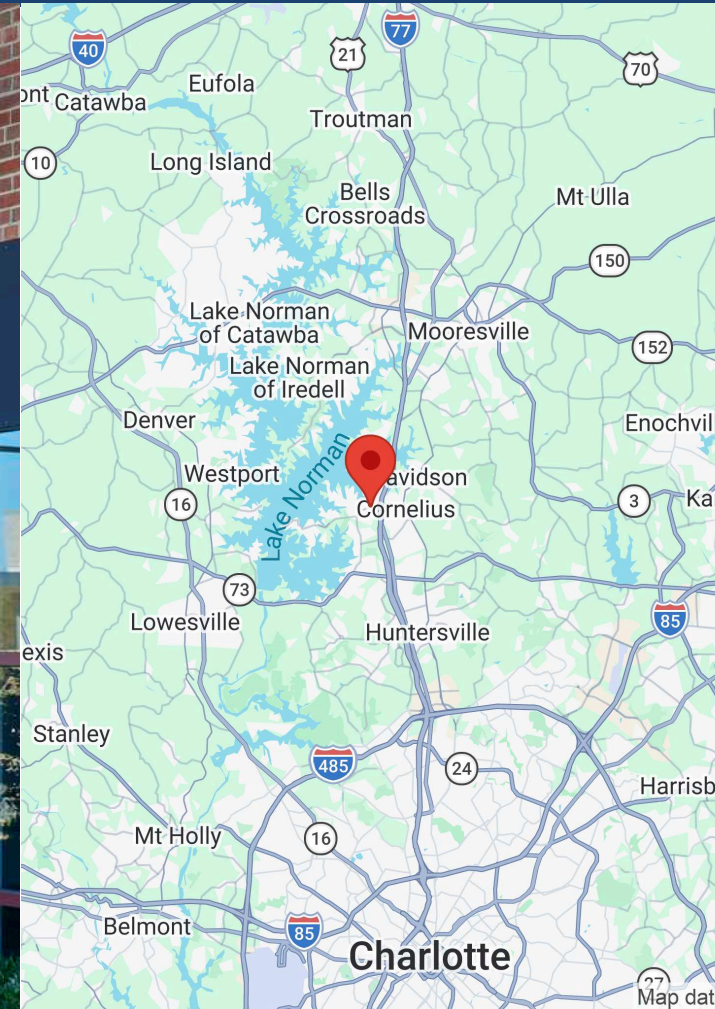 77
40
21
70
Eufola
ont
Catawba
Troutman
10
Long Island
Bells
Crossroads
Mt Ulla
150
Lake Norman
of Catawba
Mooresville
152
Lake Norman
of Iredell
Denver
Enochvil
Lake Norman
Westport
avidson
16
Cornelius
3
Ka
73
Lowesville
85
Huntersville
exis
Stanley
485
24
Harrisb
Mt Holly
16
Belmont
85
Charlotte
27
Map dat